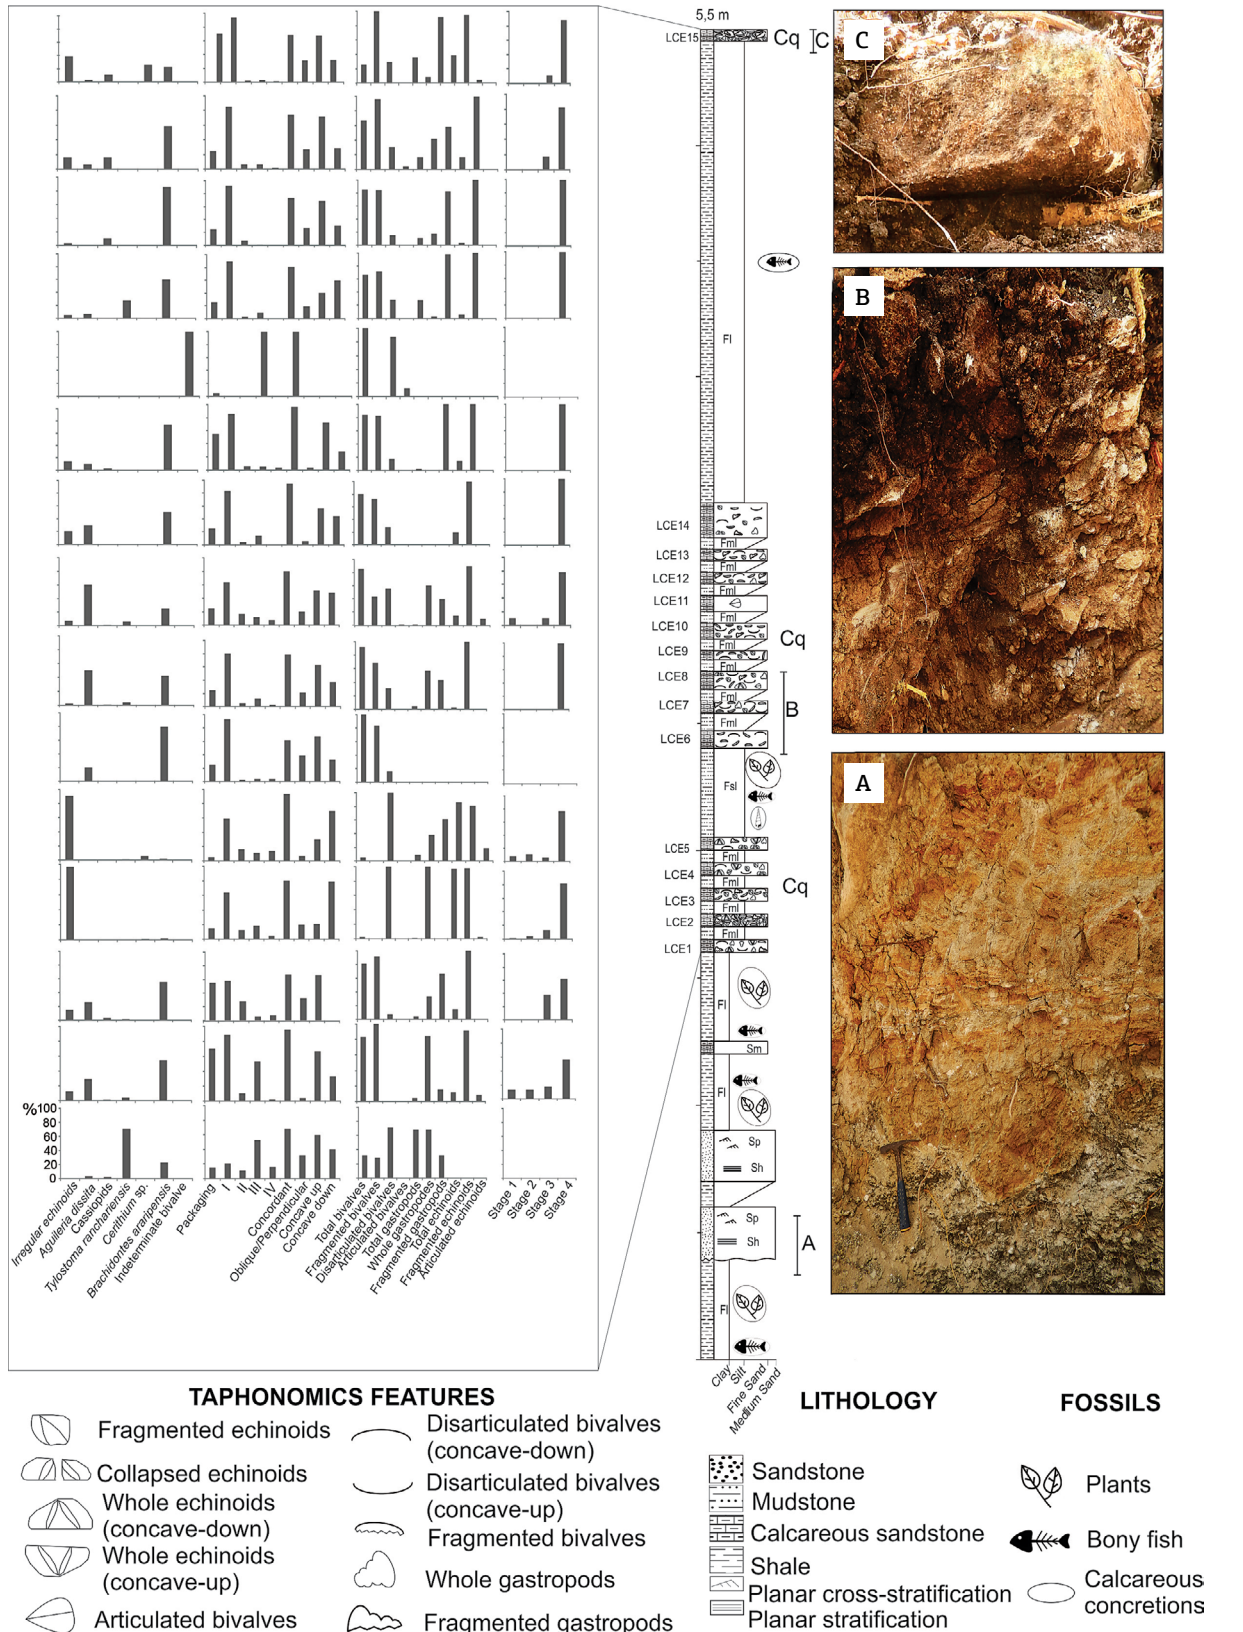 5,5 m
LCE15
Cq
C
C
Fl
B
LCE14
Fml
LCE13
Fml
LCE12
Fml
LCE11
Fml
LCE10
Cq
Fml
LCE9
Fml
LCE8
Fml
LCE7
B
Fml
LCE6
Fsl
A
LCE5
Fml
LCE4
Fml
Cq
LCE3
Fml
LCE2
Fml
LCE1
Fl
Sm
Fl
Sp
Sh
Sp
Sh
A
Fl
%100
80
60
40
20
0
Irregular echinoids
Aguileria dissita
Cassiopids
Tylostoma ranchariensis
Cerithium sp.
Brachidontes araripensis
Indeterminate bivalve
Packaging
I
II
III
IV
Concordant
Oblique/Perpendicular
Concave up
Concave down
Total bivalves
Fragmented bivalves
Disarticulated bivalves
Articulated bivalves
Total gastropods
Whole gastropodes
Fragmented gastropods
Total echinoids
Fragmented echinoids
Articulated echinoids
Stage 1
Stage 2
Stage 3
Stage 4
Clay
Silt
Fine Sand
Medium Sand
TAPHONOMICS FEATURES
Fragmented echinoids
Collapsed echinoids
Whole echinoids
(concave-down)
Whole echinoids
(concave-up)
Articulated bivalves
Disarticulated bivalves
(concave-down)
Disarticulated bivalves
(concave-up)
Fragmented bivalves
Whole gastropods
Fragmented gastropods
LITHOLOGY
Sandstone
Mudstone
Calcareous sandstone
Shale
Planar cross-stratification
Planar stratification
FOSSILS
Plants
Bony fish
Calcareous
concretions